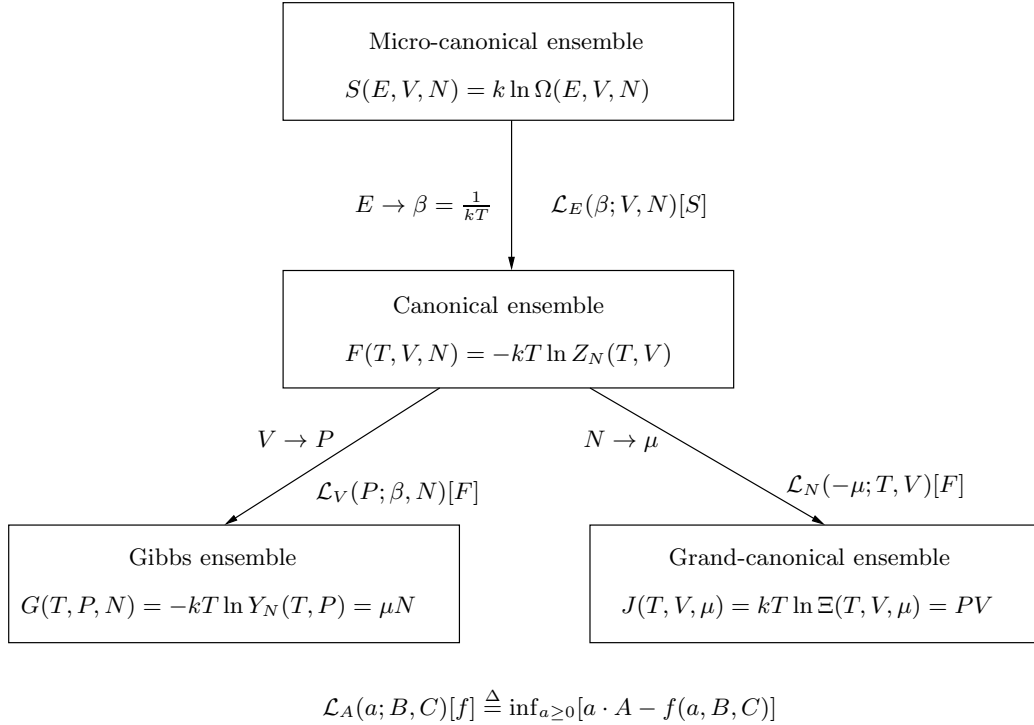 Micro-canonical ensemble
S(E, V, N) = k ln Ω(E, V, N)
E → β = 1/kT
ℒ_E(β; V, N)[S]
Canonical ensemble
F(T, V, N) = −kT ln Z_N(T, V)
V → P
N → μ
ℒ_V(P; β, N)[F]
ℒ_N(−μ; T, V)[F]
Gibbs ensemble
G(T, P, N) = −kT ln Y_N(T, P) = μN
Grand-canonical ensemble
J(T, V, μ) = kT ln Ξ(T, V, μ) = PV
ℒ_A(a; B, C)[f] ≜ inf_{a≥0}[a · A − f(a, B, C)]